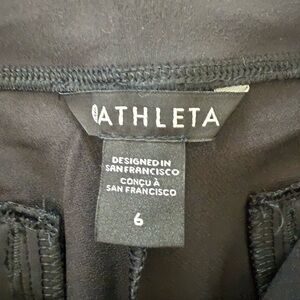 ATHLETA
DESIGNED IN
SAN FRANCISCO
CONÇU À
SAN FRANCISCO
6